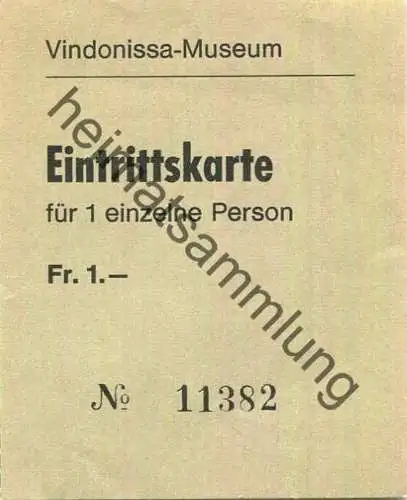 Vindonissa-Museum
Eintrittskarte
für 1 einzelne Person
Fr. 1.—
№ 11382
heimatsammlung